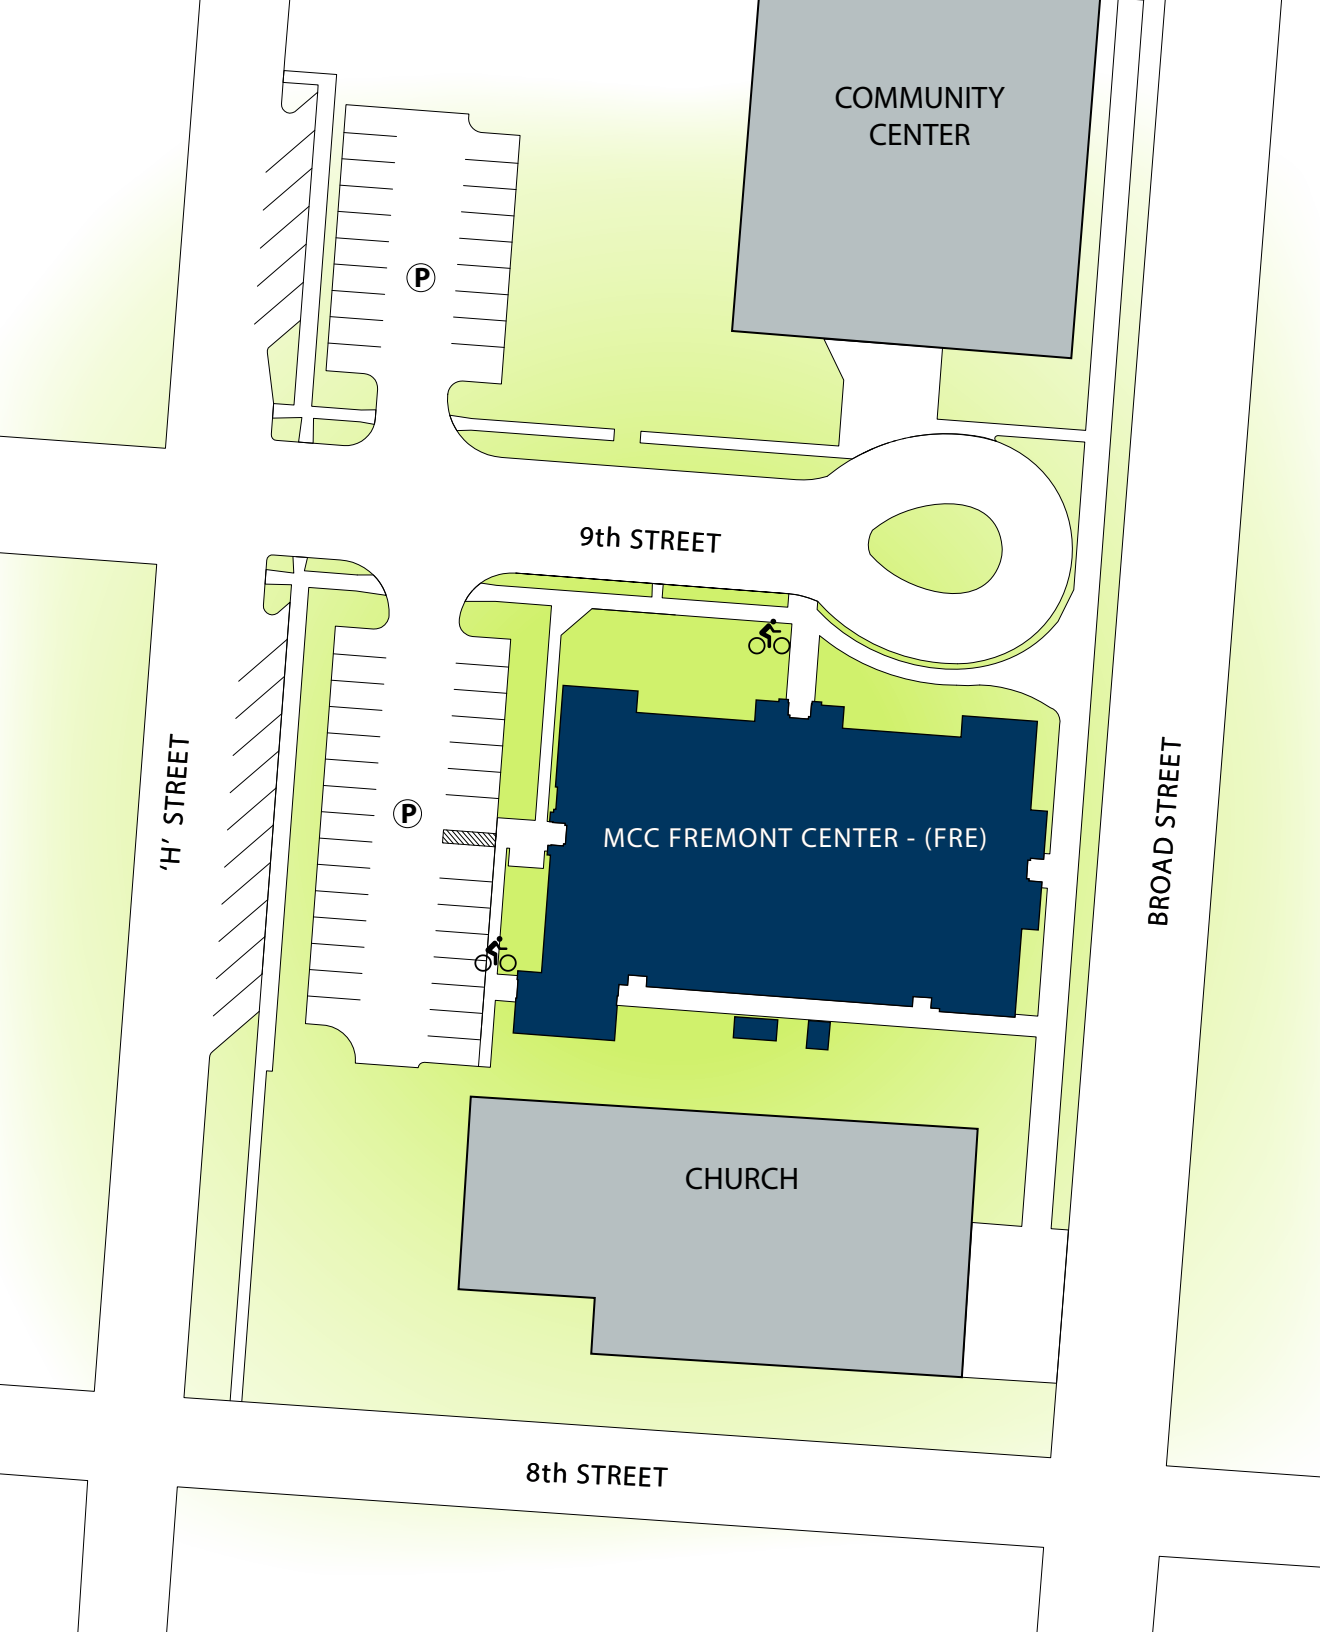 COMMUNITY
CENTER
P
9th STREET
'H' STREET
P
MCC FREMONT CENTER - (FRE)
BROAD STREET
CHURCH
8th STREET